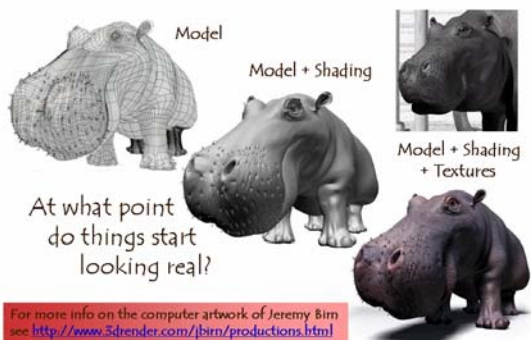 Model
Model + Shading
Model + Shading
+ Textures
At what point
do things start
looking real?
For more info on the computer artwork of Jeremy Birn
see http://www.3drender.com/jbirn/productions.html